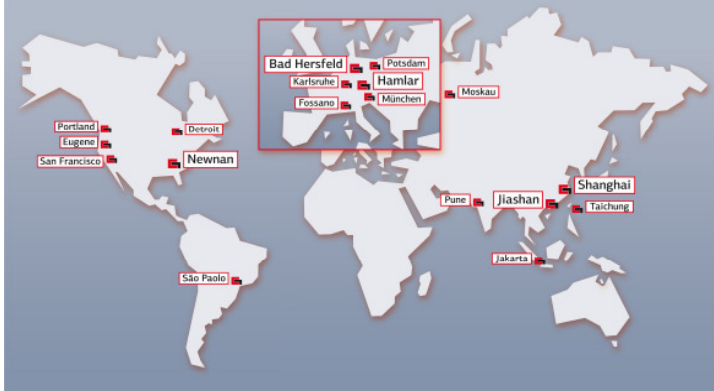 Bad Hersfeld
Potsdam
Karlsruhe
Hamlar
München
Fossano
Moskau
Portland
Detroit
Eugene
San Francisco
Newnan
Shanghai
Pune
Jiashan
Taichung
Jakarta
São Paolo